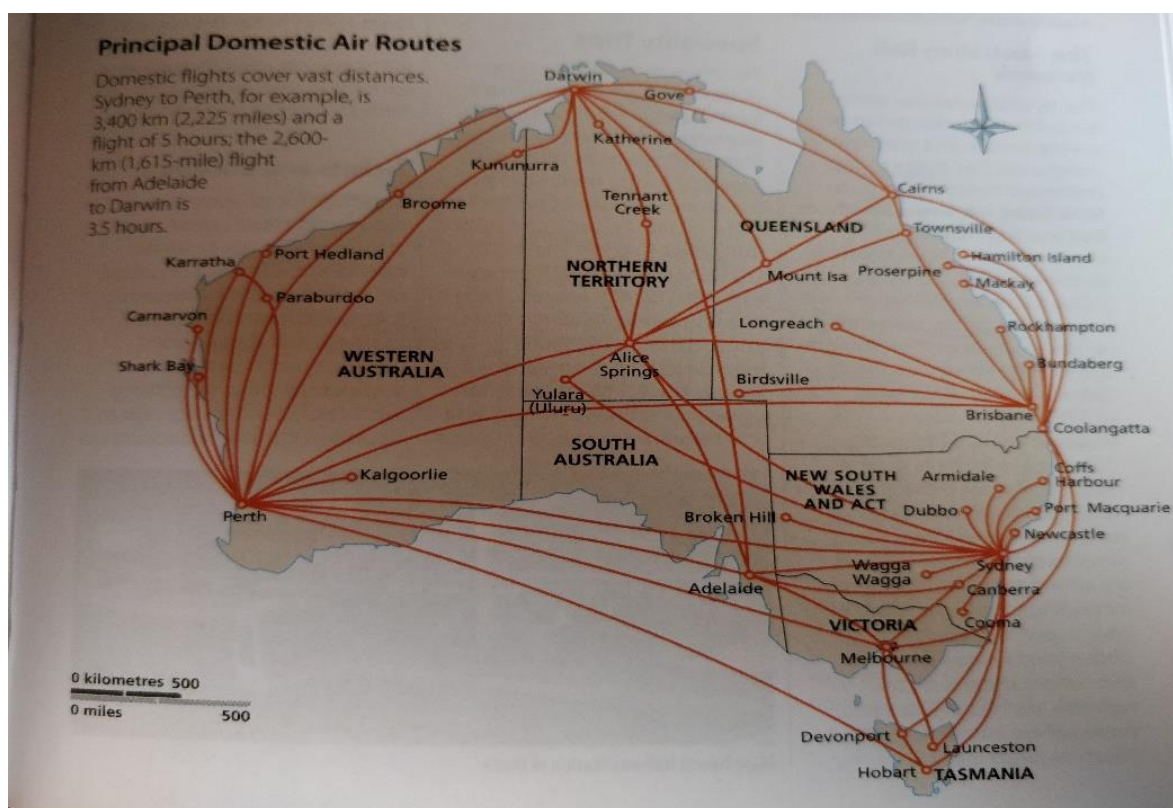 Principal Domestic Air Routes
Domestic flights cover vast distances.
Sydney to Perth, for example, is
3,400 km (2,225 miles) and a
flight of 5 hours; the 2,600-
km (1,615-mile) flight
from Adelaide
to Darwin is
3.5 hours.
Darwin
Gove
Katherine
Kununurra
Broome
Tennant
Creek
Cairns
QUEENSLAND
Townsville
Port Hedland
Karratha
Hamilton Island
NORTHERN
TERRITORY
Mount Isa
Proserpine
Mackay
Paraburdoo
Carnarvon
Longreach
Rockhampton
Shark Bay
WESTERN
AUSTRALIA
Alice
Springs
Bundaberg
Yulara
(Uluru)
Birdsville
Brisbane
Coolangatta
SOUTH
AUSTRALIA
Kalgoorlie
NEW SOUTH
WALES
AND ACT
Armidale
Coffs
Harbour
Perth
Broken Hill
Dubbo
Port Macquarie
Newcastle
Sydney
Wagga
Wagga
Adelaide
Canberra
Cooma
VICTORIA
Melbourne
0 kilometres 500
0 miles 500
Devonport
Launceston
Hobart
TASMANIA